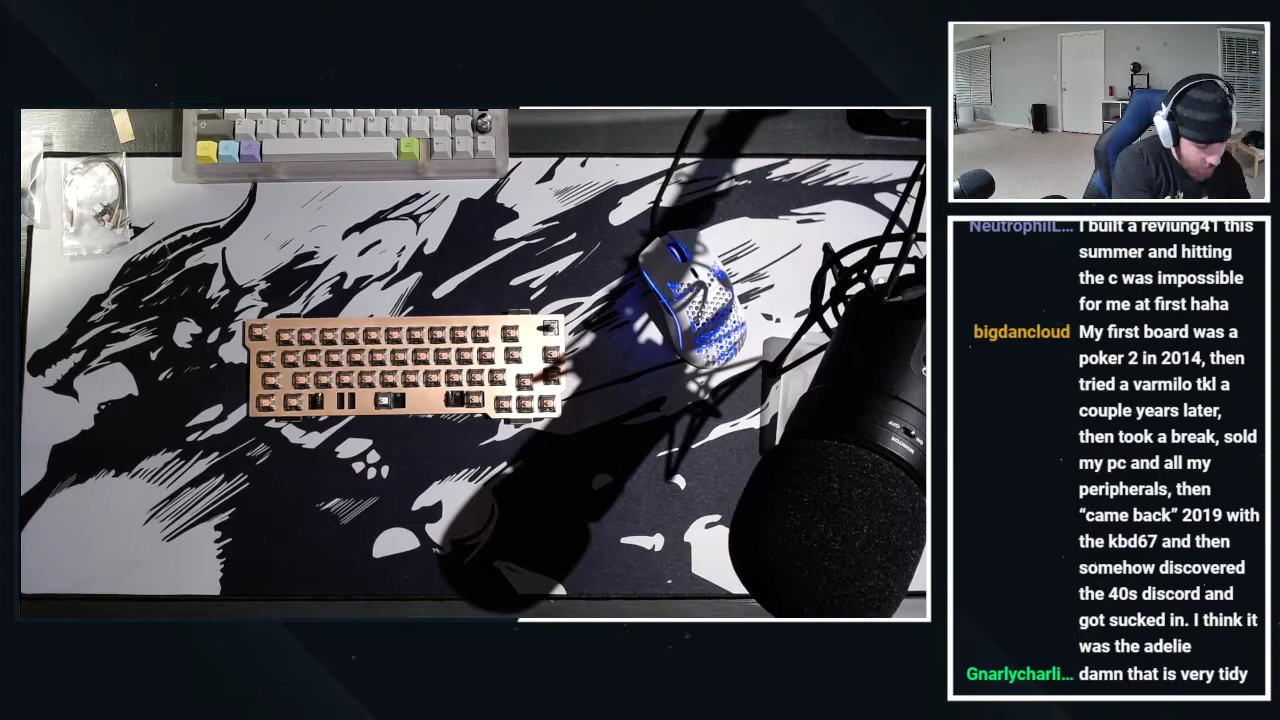 NeutrophilL... I built a reviung41 this
summer and hitting
the c was impossible
for me at first haha
bigdancloud My first board was a
poker 2 in 2014, then
tried a varmilo tkl a
couple years later,
then took a break, sold
my pc and all my
peripherals, then
“came back” 2019 with
the kbd67 and then
somehow discovered
the 40s discord and
got sucked in. I think it
was the adelie
Gnarlycharli... damn that is very tidy
Z X C V B N M
OFF
MONITOR